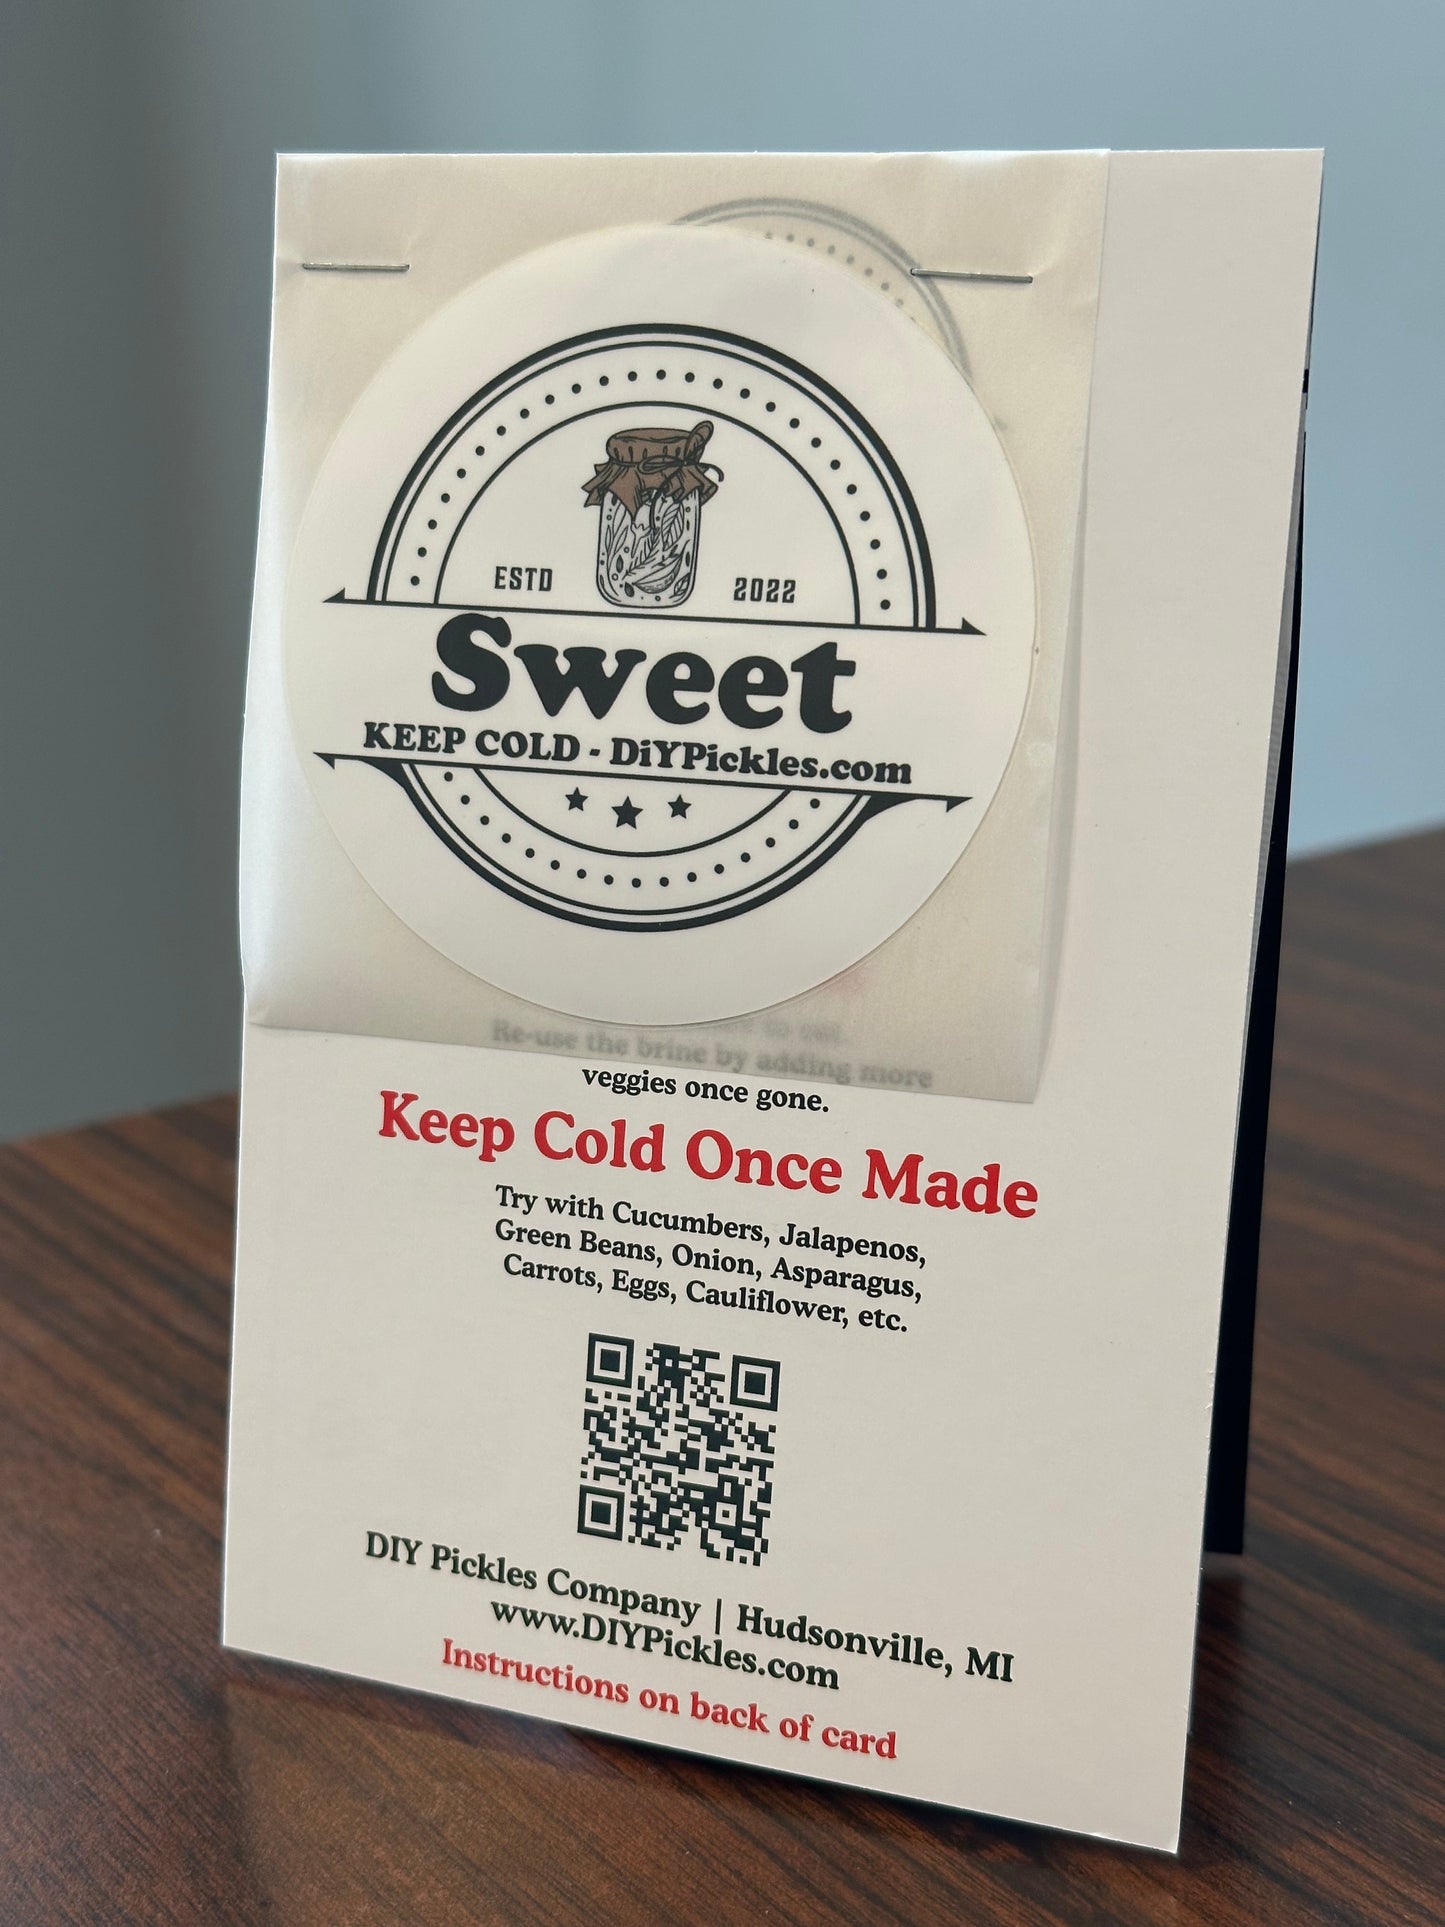 ESTD 2022
Sweet
KEEP COLD - DiYPickles.com
to eat.
Re-use the brine by adding more
veggies once gone.
Keep Cold Once Made
Try with Cucumbers, Jalapenos,
Green Beans, Onion, Asparagus,
Carrots, Eggs, Cauliflower, etc.
DIY Pickles Company | Hudsonville, MI
www.DIYPickles.com
Instructions on back of card